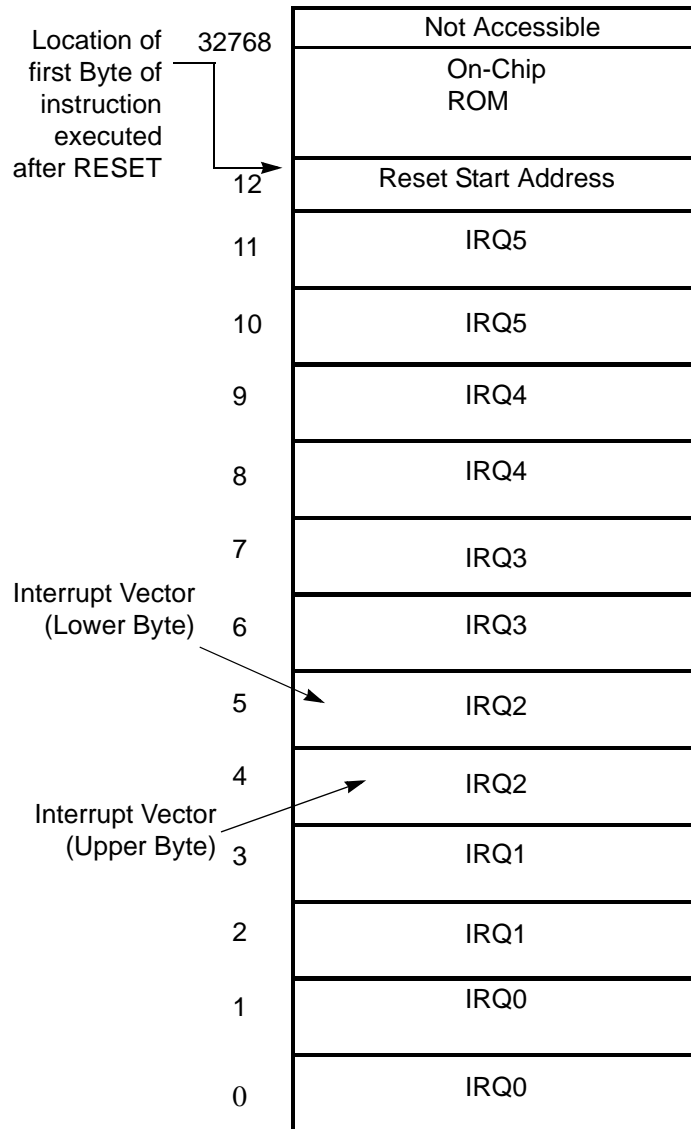 Not Accessible
Location of
first Byte of
instruction
executed
after RESET
32768
On-Chip
ROM
12
Reset Start Address
11
IRQ5
10
IRQ5
9
IRQ4
8
IRQ4
7
IRQ3
Interrupt Vector
(Lower Byte)
6
IRQ3
5
IRQ2
4
IRQ2
Interrupt Vector
(Upper Byte)
3
IRQ1
2
IRQ1
1
IRQ0
0
IRQ0